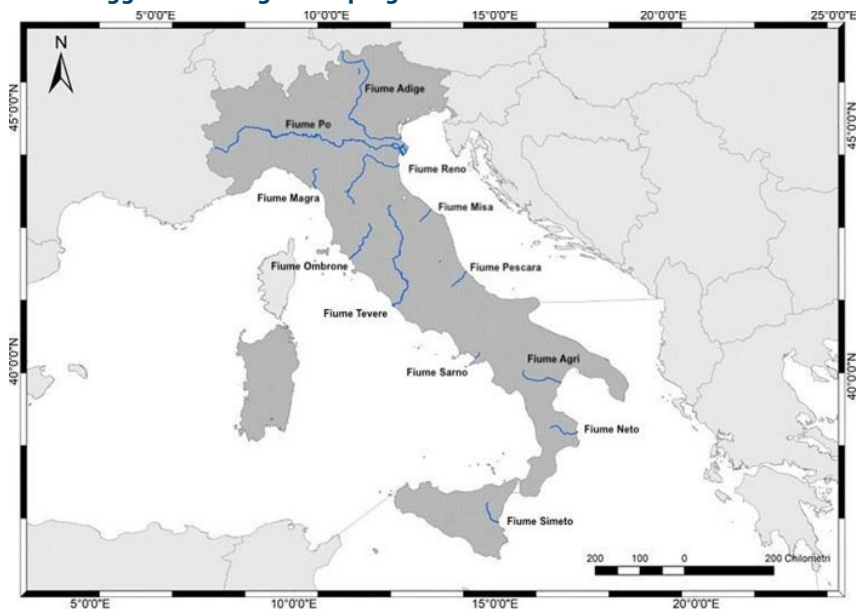 5°0'0"E 10°0'0"E 15°0'0"E 20°0'0"E 25°0'0"E
N
45°0'0"N
45°0'0"N
Fiume Adige
Fiume Po
Fiume Reno
Fiume Magra
Fiume Misa
Fiume Ombrone
Fiume Pescara
Fiume Tevere
Fiume Agri
Fiume Sarno
40°0'0"N
40°0'0"N
Fiume Neto
Fiume Simeto
200 100 0 200 Chilometri
5°0'0"E 10°0'0"E 15°0'0"E 20°0'0"E